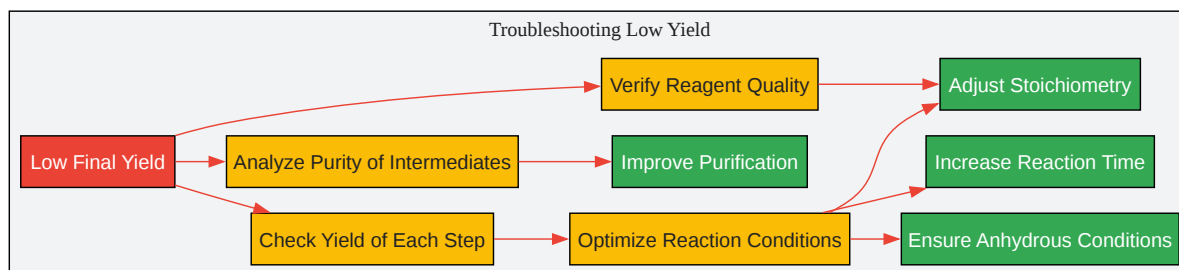 Troubleshooting Low Yield
Verify Reagent Quality
Adjust Stoichiometry
Low Final Yield
Analyze Purity of Intermediates
Improve Purification
Increase Reaction Time
Check Yield of Each Step
Optimize Reaction Conditions
Ensure Anhydrous Conditions